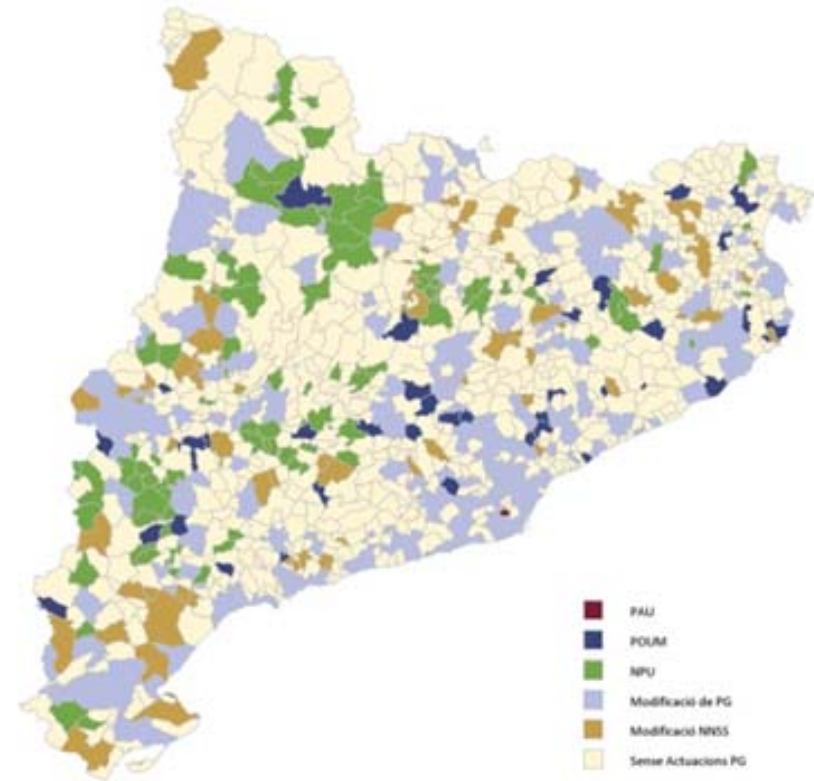 PAU
POUM
NPU
Modificació de PG
Modificació NNSS
Sense Actuacions PG